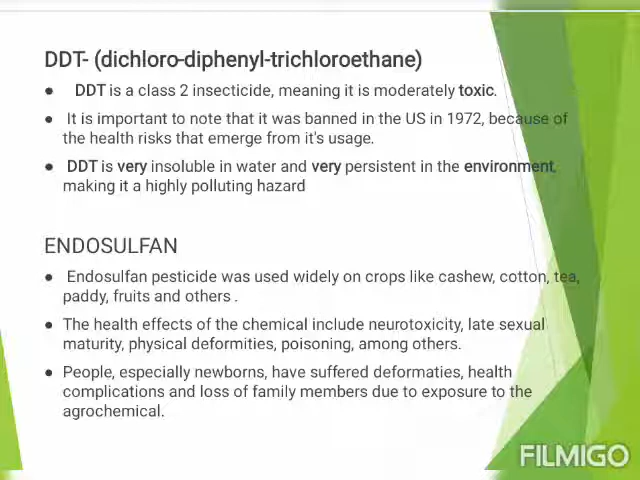 DDT- (dichloro-diphenyl-trichloroethane)
● DDT is a class 2 insecticide, meaning it is moderately toxic.
● It is important to note that it was banned in the US in 1972, because of
the health risks that emerge from it's usage.
● DDT is very insoluble in water and very persistent in the environment,
making it a highly polluting hazard
ENDOSULFAN
● Endosulfan pesticide was used widely on crops like cashew, cotton, tea,
paddy, fruits and others .
● The health effects of the chemical include neurotoxicity, late sexual
maturity, physical deformities, poisoning, among others.
● People, especially newborns, have suffered deformaties, health
complications and loss of family members due to exposure to the
agrochemical.
FILMIGO